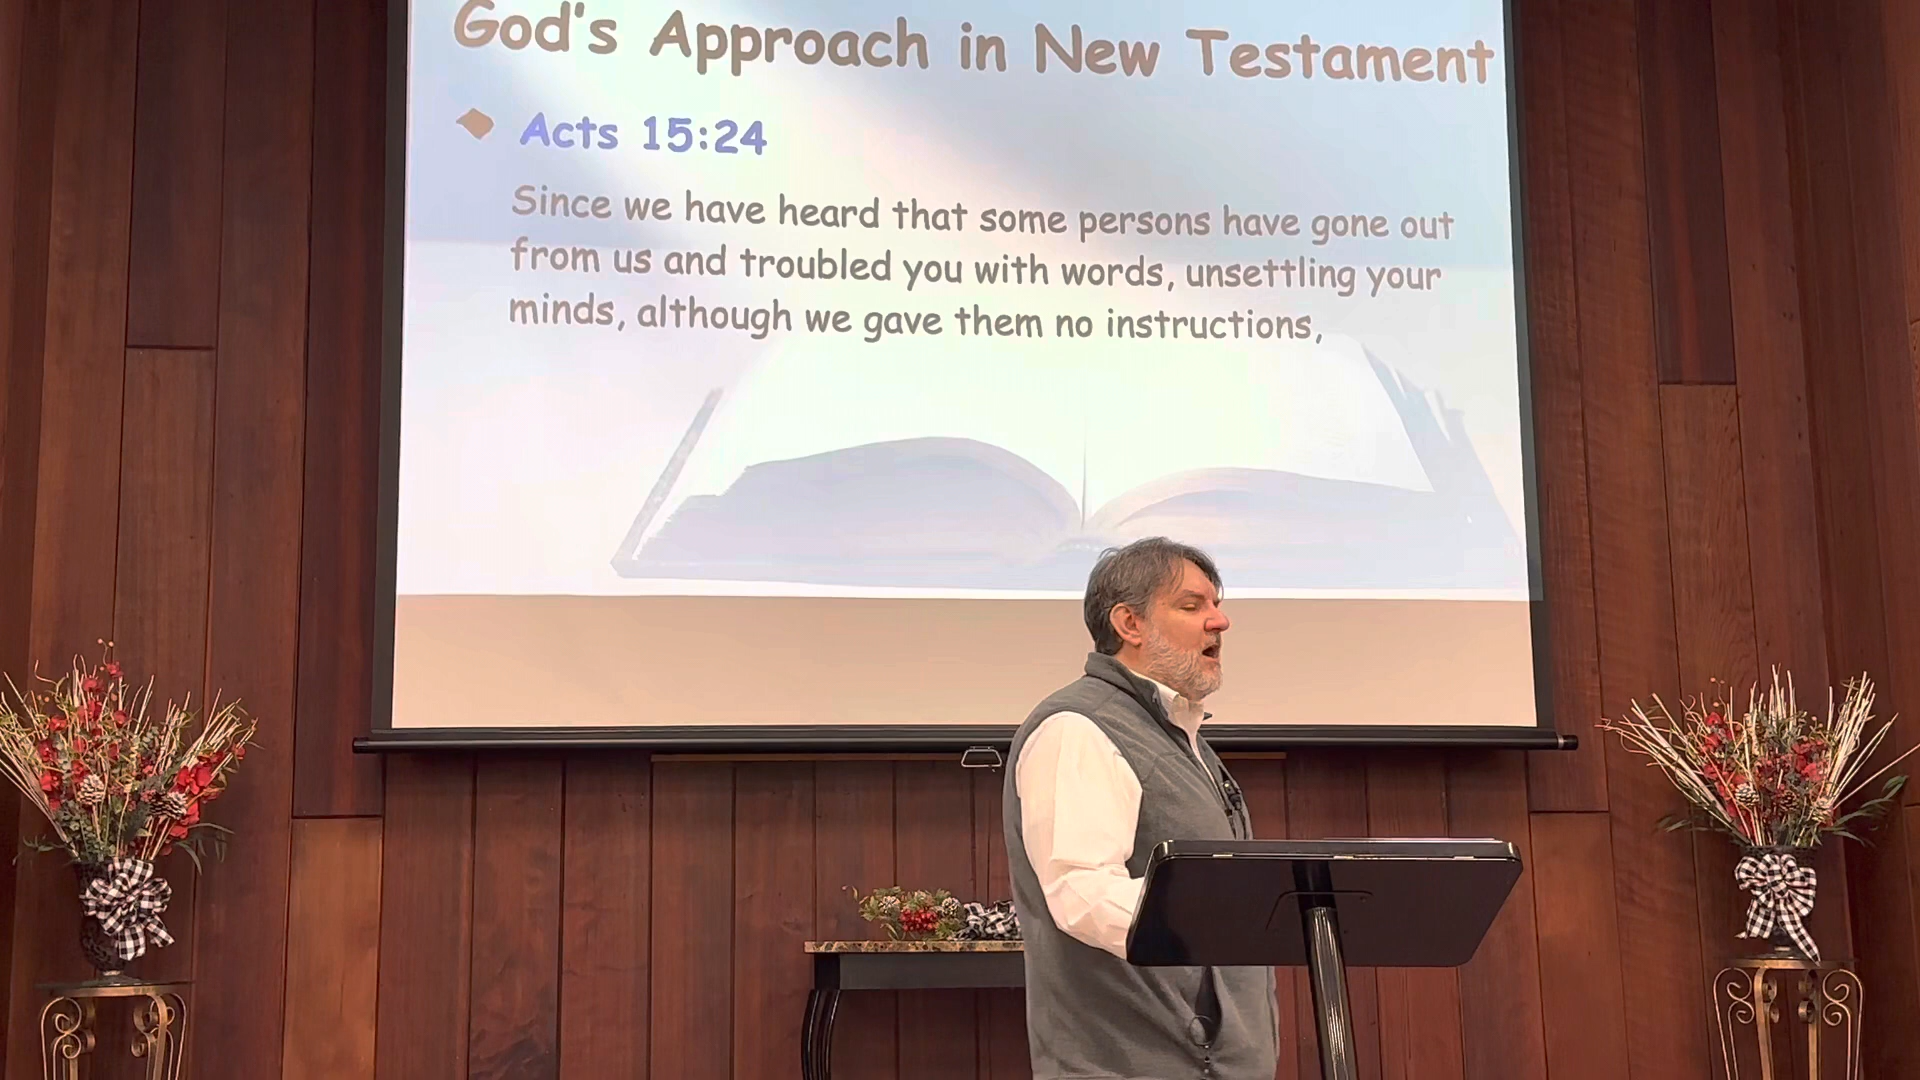 God's Approach in New Testament
Acts 15:24
Since we have heard that some persons have gone out
from us and troubled you with words, unsettling your
minds, although we gave them no instructions,